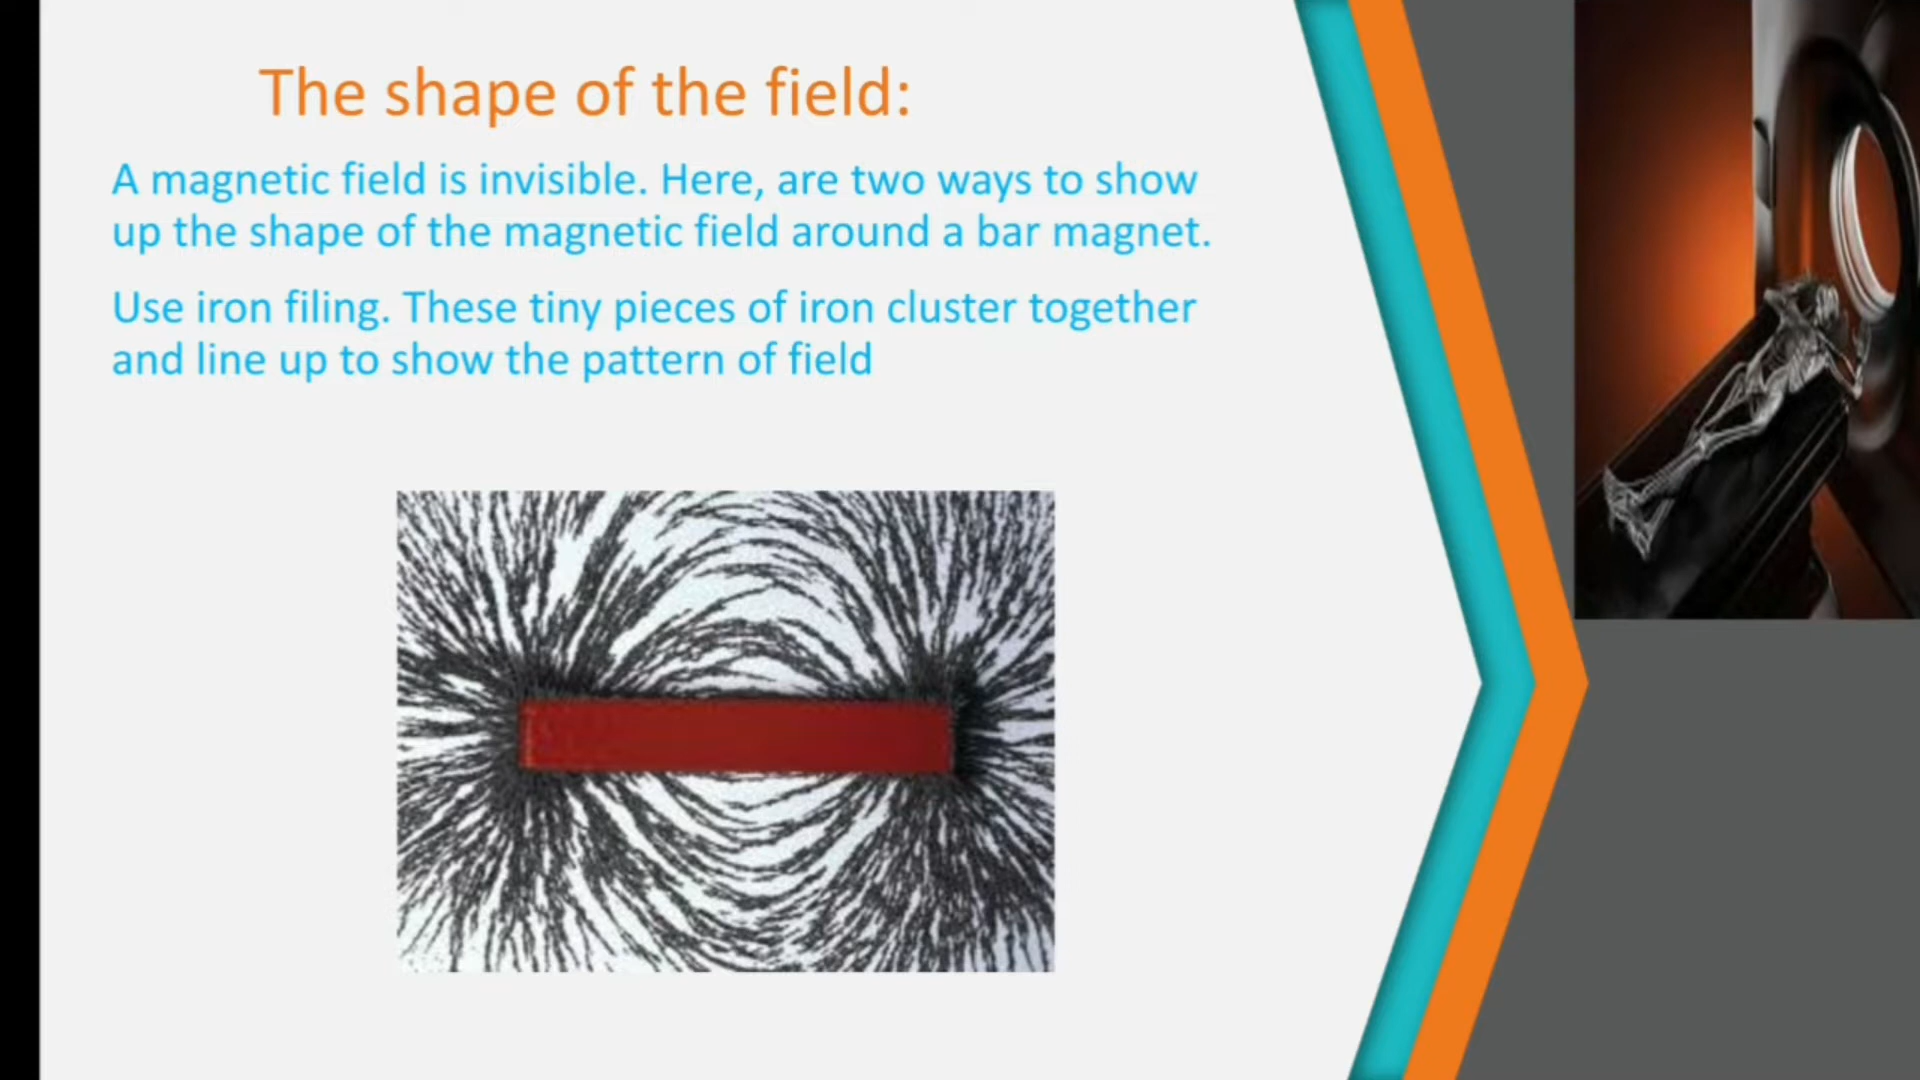 The shape of the field:
A magnetic field is invisible. Here, are two ways to show
up the shape of the magnetic field around a bar magnet.
Use iron filing. These tiny pieces of iron cluster together
and line up to show the pattern of field